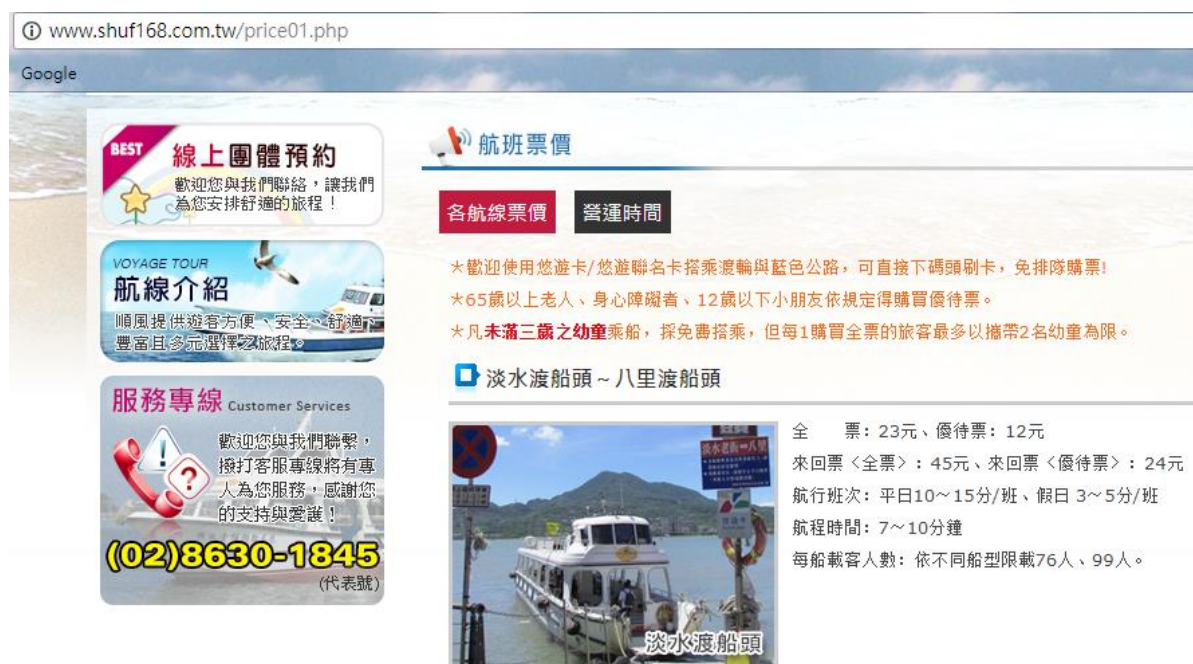 www.shuf168.com.tw/price01.php
Google
BEST
線上團體預約
歡迎您與我們聯絡，讓我們
為您安排舒適的旅程！
VOYAGE TOUR
航線介紹
順風提供遊客方便、安全、舒適、
豐富且多元選擇之旅程。
服務專線 Customer Services
歡迎您與我們聯繫，
撥打客服專線將有專
人為您服務，感謝您
的支持與愛護！
(02)8630-1845
(代表號)
航班票價
各航線票價 營運時間
＊歡迎使用悠遊卡/悠遊聯名卡搭乘渡輪與藍色公路，可直接下碼頭刷卡，免排隊購票!
＊65歲以上老人、身心障礙者、12歲以下小朋友依規定得購買優待票。
＊凡未滿三歲之幼童乘船，採免費搭乘，但每1購買全票的旅客最多以攜帶2名幼童為限。
淡水渡船頭～八里渡船頭
全　　票：23元、優待票：12元
來回票〈全票〉：45元、來回票〈優待票〉：24元
航行班次：平日10～15分/班、假日 3～5分/班
航程時間：7～10分鐘
每船載客人數：依不同船型限載76人、99人。
淡水老街⇔八里
淡水渡船頭